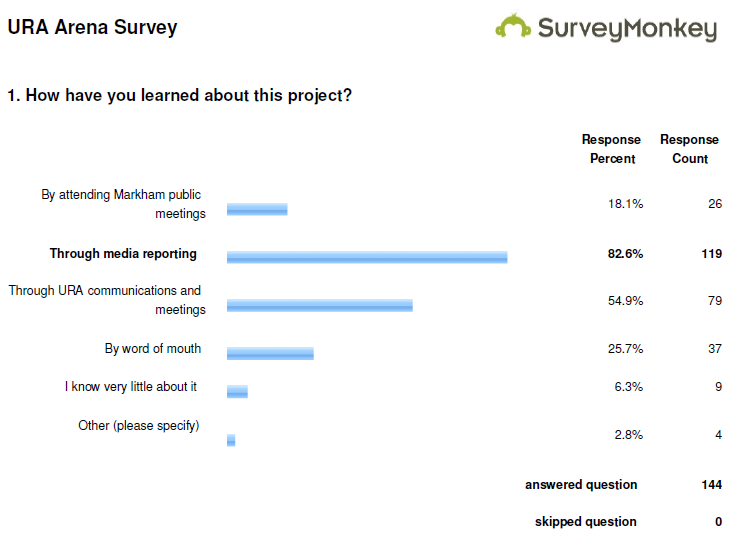 URA Arena Survey
SurveyMonkey
1. How have you learned about this project?
Response Percent
Response Count
By attending Markham public meetings 18.1% 26
Through media reporting 82.6% 119
Through URA communications and meetings 54.9% 79
By word of mouth 25.7% 37
I know very little about it 6.3% 9
Other (please specify) 2.8% 4
answered question 144
skipped question 0